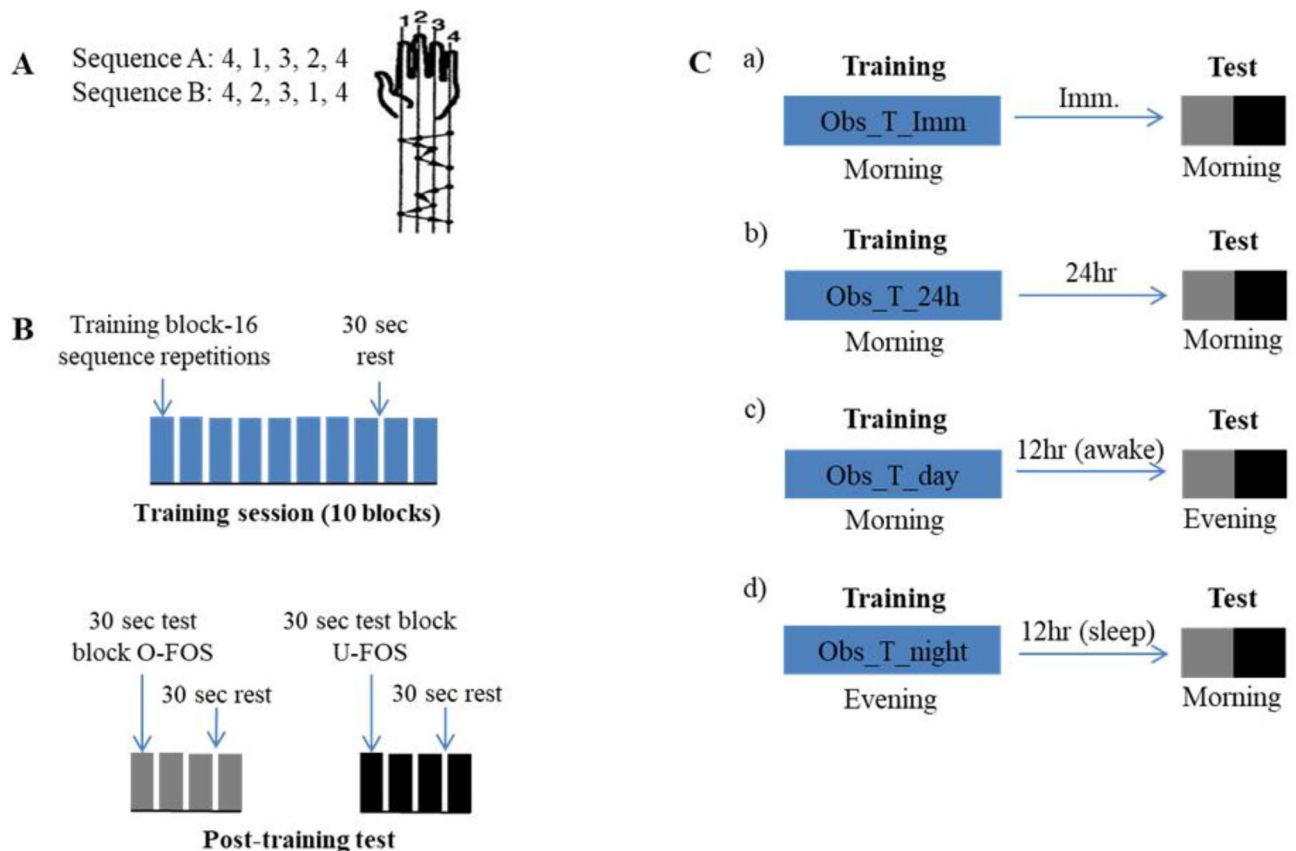 A
Sequence A: 4, 1, 3, 2, 4
Sequence B: 4, 2, 3, 1, 4
1 2 3 4
B
Training block-16
sequence repetitions
30 sec
rest
Training session (10 blocks)
30 sec test
block O-FOS
30 sec rest
30 sec test block
U-FOS
30 sec rest
Post-training test
C
a)
Training
Obs_T_Imm
Morning
Imm.
Test
Morning
b)
Training
Obs_T_24h
Morning
24hr
Test
Morning
c)
Training
Obs_T_day
Morning
12hr (awake)
Test
Evening
d)
Training
Obs_T_night
Evening
12hr (sleep)
Test
Morning